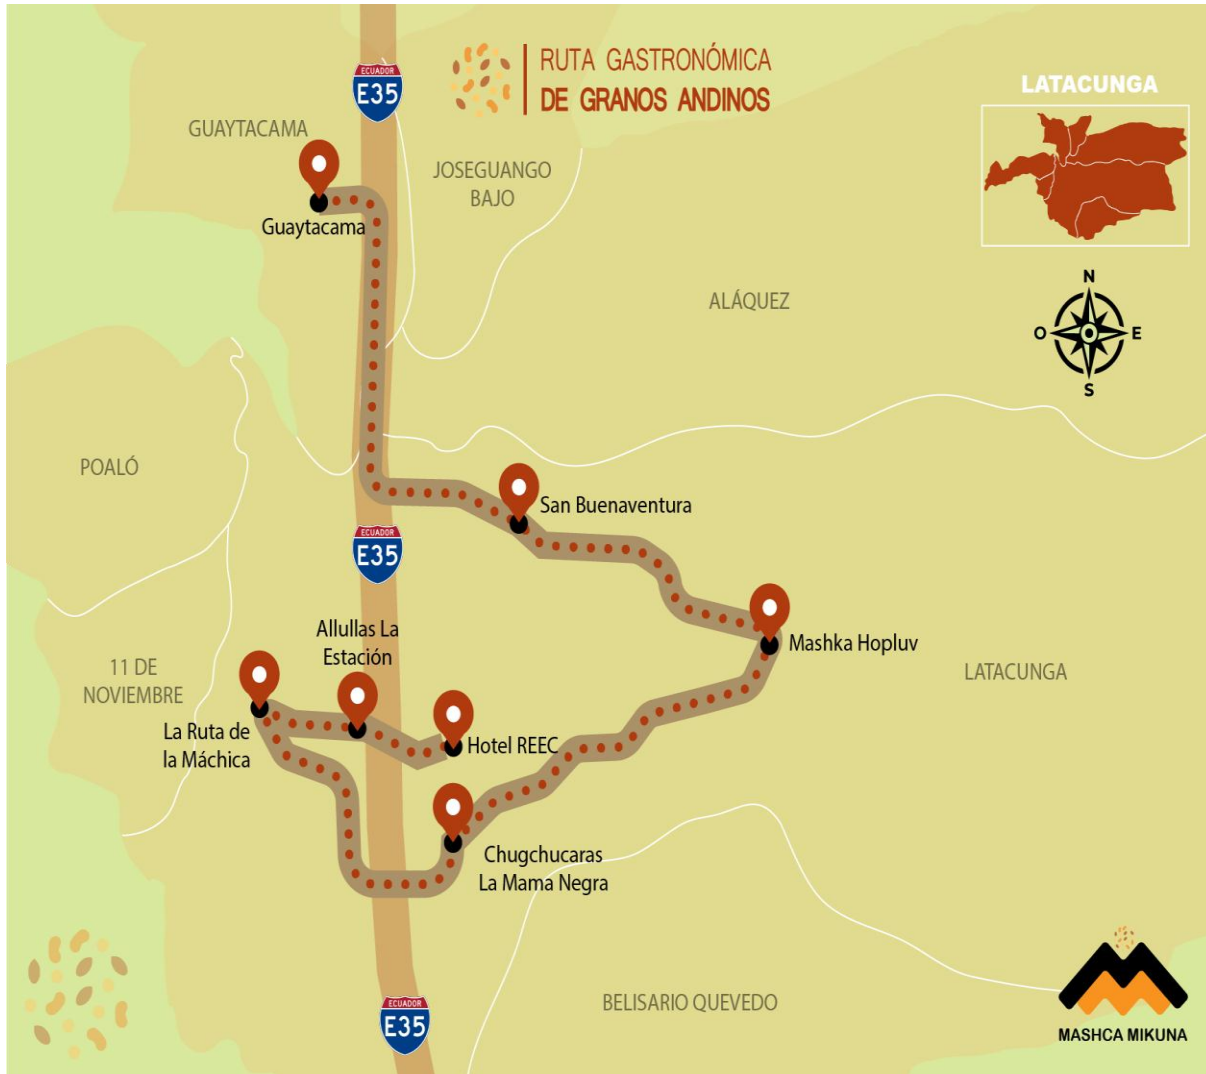 RUTA GASTRONÓMICA
DE GRANOS ANDINOS
ECUADOR
E35
LATACUNGA
GUAYTACAMA
JOSEGUANGO
BAJO
Guaytacama
N
O
E
S
ALÁQUEZ
POALÓ
San Buenaventura
ECUADOR
E35
Allullas La
Estación
Mashka Hopluv
11 DE
NOVIEMBRE
LATACUNGA
La Ruta de
la Máchica
Hotel REEC
Chugchucaras
La Mama Negra
BELISARIO QUEVEDO
ECUADOR
E35
MASHCA MIKUNA